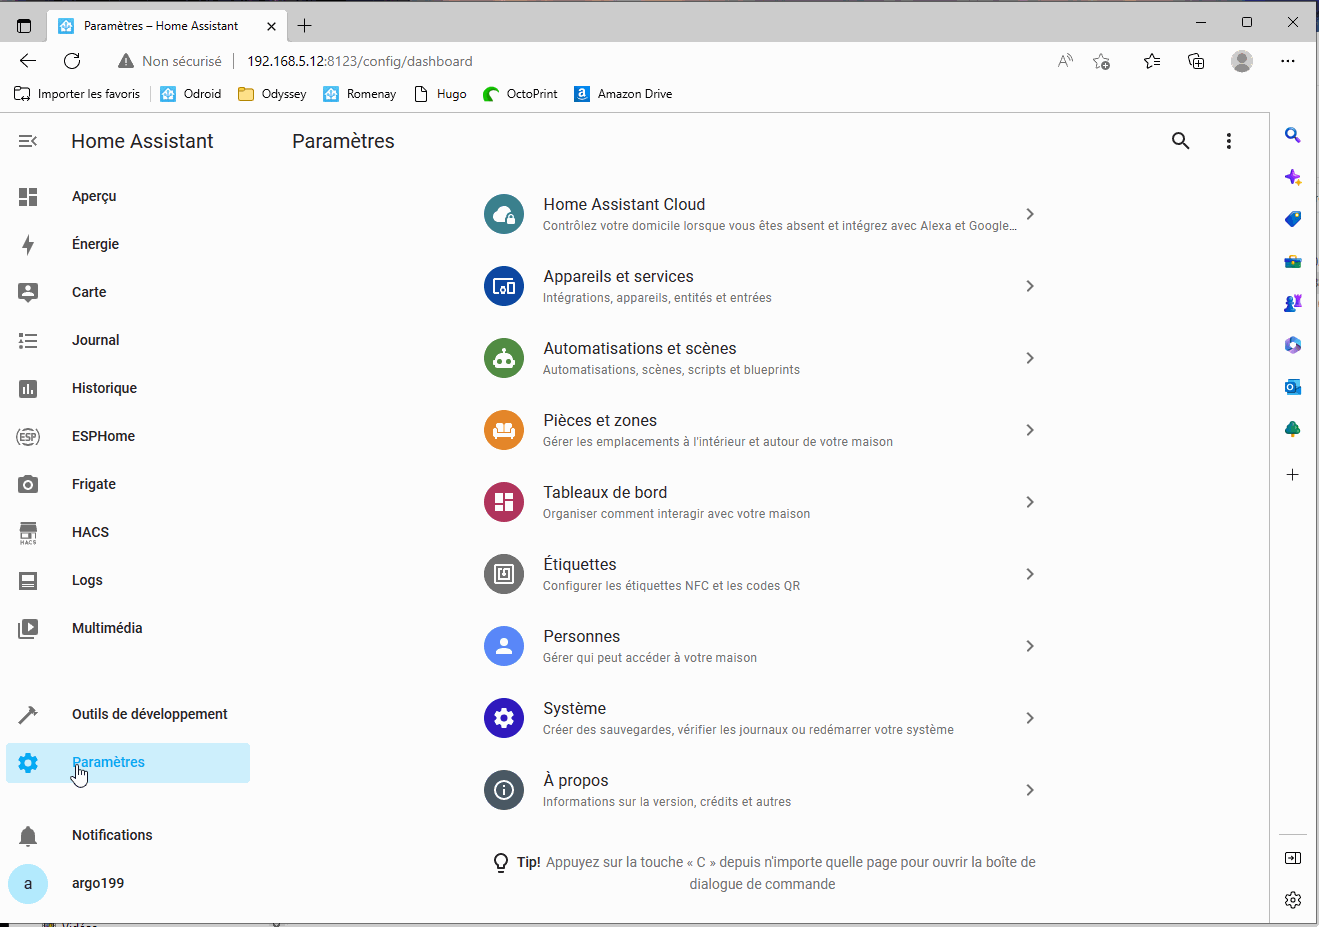 Paramètres – Home Assistant
Non sécurisé
192.168.5.12:8123/config/dashboard
Importer les favoris
Odroid
Odyssey
Romenay
Hugo
OctoPrint
Amazon Drive
Home Assistant
Paramètres
Aperçu
Énergie
Carte
Journal
Historique
ESP
ESPHome
Frigate
HACS
HACS
Logs
Multimédia
Outils de développement
Paramètres
Notifications
a
argo199
Home Assistant Cloud
Contrôlez votre domicile lorsque vous êtes absent et intégrez avec Alexa et Google...
Appareils et services
Intégrations, appareils, entités et entrées
Automatisations et scènes
Automatisations, scènes, scripts et blueprints
Pièces et zones
Gérer les emplacements à l'intérieur et autour de votre maison
Tableaux de bord
Organiser comment interagir avec votre maison
Étiquettes
Configurer les étiquettes NFC et les codes QR
Personnes
Gérer qui peut accéder à votre maison
Système
Créer des sauvegardes, vérifier les journaux ou redémarrer votre système
À propos
Informations sur la version, crédits et autres
Tip! Appuyez sur la touche « C » depuis n'importe quelle page pour ouvrir la boîte de
dialogue de commande